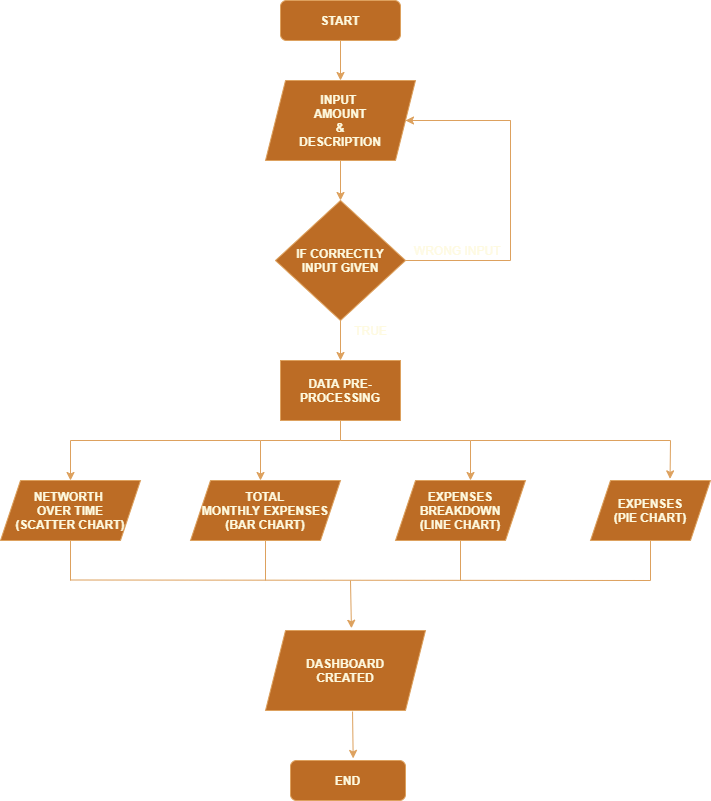 START
INPUT
AMOUNT
&
DESCRIPTION
IF CORRECTLY
INPUT GIVEN
WRONG INPUT
TRUE
DATA PRE-
PROCESSING
NETWORTH
OVER TIME
(SCATTER CHART)
TOTAL
MONTHLY EXPENSES
(BAR CHART)
EXPENSES
BREAKDOWN
(LINE CHART)
EXPENSES
(PIE CHART)
DASHBOARD
CREATED
END